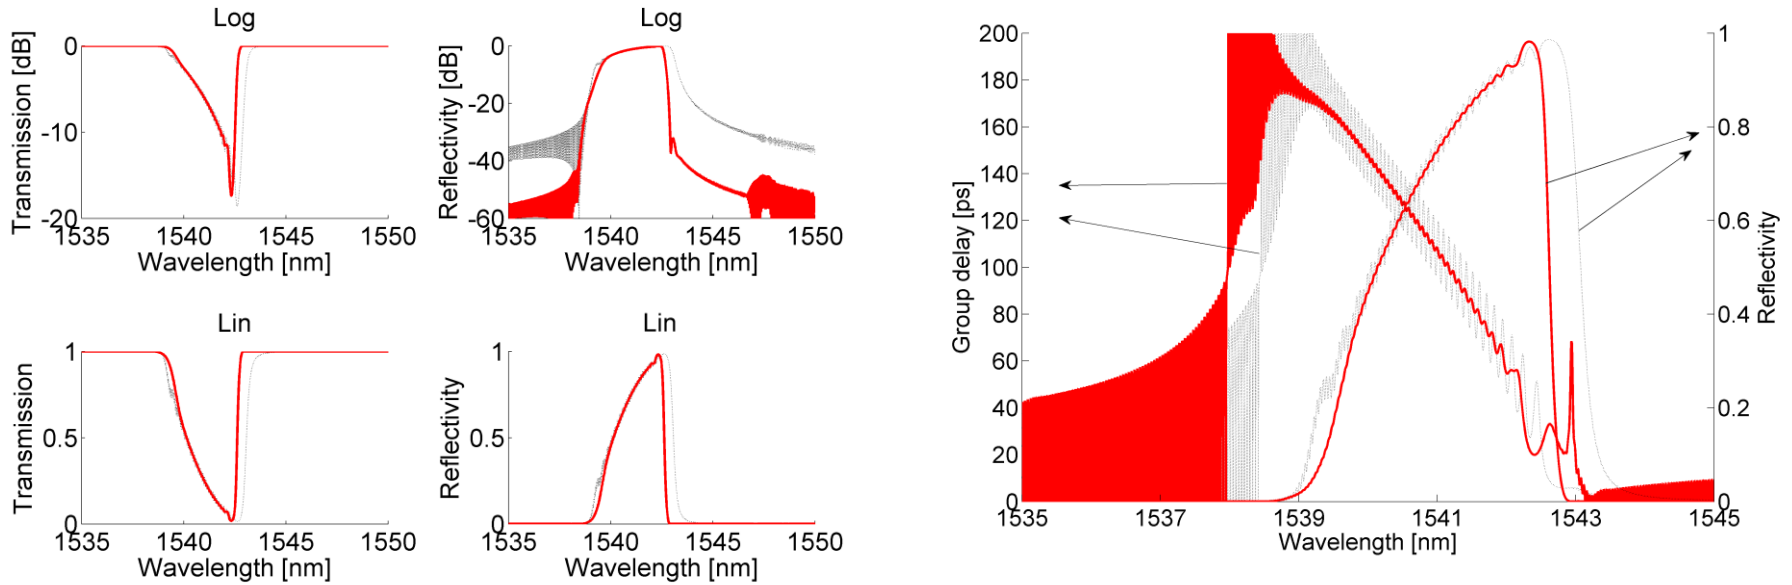 Log
Transmission [dB]
0
-10
-20
1535 1540 1545 1550
Wavelength [nm]
Log
Reflectivity [dB]
0
-20
-40
-60
1535 1540 1545 1550
Wavelength [nm]
Lin
Transmission
1
0.5
0
1535 1540 1545 1550
Wavelength [nm]
Lin
Reflectivity
1
0.5
0
1535 1540 1545 1550
Wavelength [nm]
Group delay [ps]
200
180
160
140
120
100
80
60
40
20
0
1535 1537 1539 1541 1543 1545
Wavelength [nm]
1
0.8
0.6
0.4
0.2
0
Reflectivity